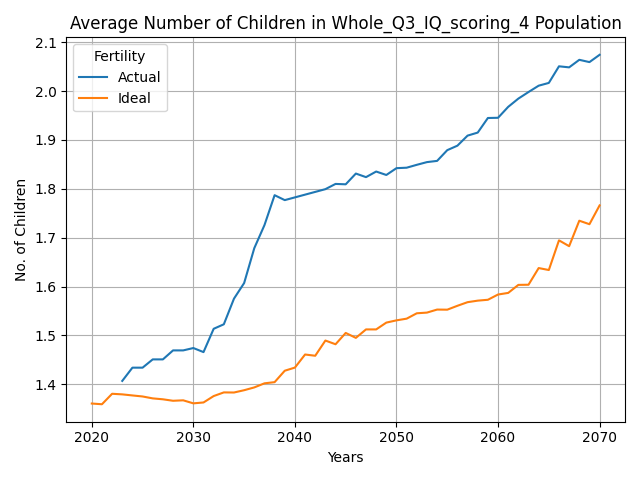 Average Number of Children in Whole_Q3_IQ_scoring_4 Population
Fertility
Actual
Ideal
No. of Children
2.1
2.0
1.9
1.8
1.7
1.6
1.5
1.4
2020 2030 2040 2050 2060 2070
Years